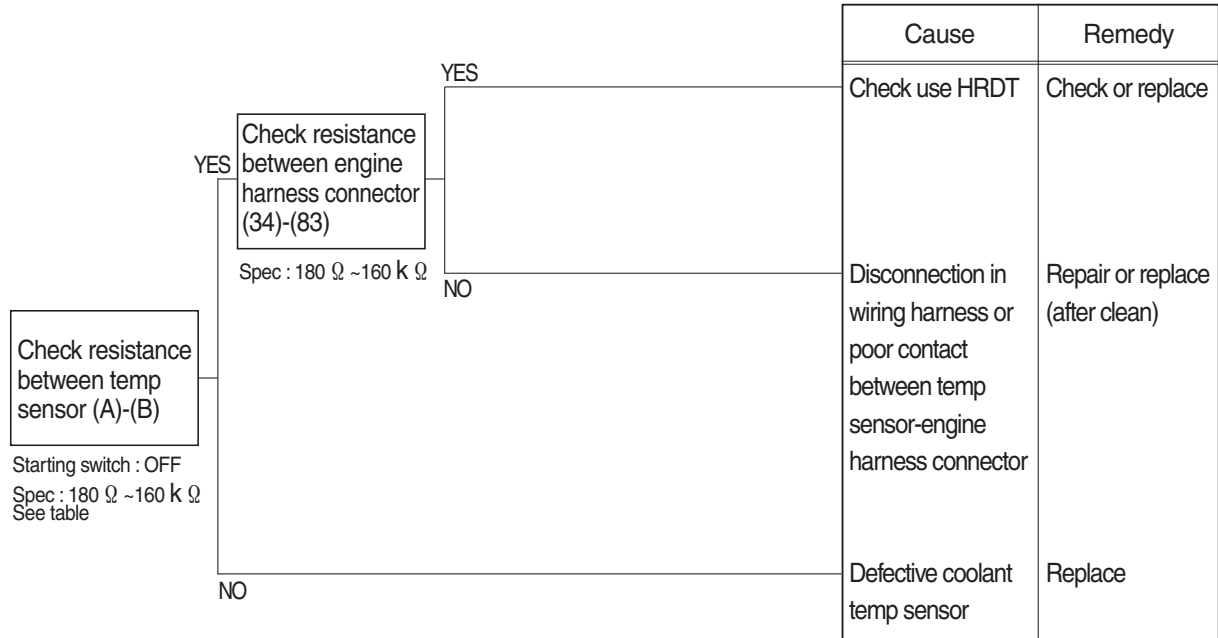 Cause
Remedy
YES
Check use HRDT
Check or replace
Check resistance
between engine
harness connector
(34)-(83)
YES
Spec : 180 Ω ~160 k Ω
NO
Disconnection in
wiring harness or
poor contact
between temp
sensor-engine
harness connector
Repair or replace
(after clean)
Check resistance
between temp
sensor (A)-(B)
Starting switch : OFF
Spec : 180 Ω ~160 k Ω
See table
NO
Defective coolant
temp sensor
Replace